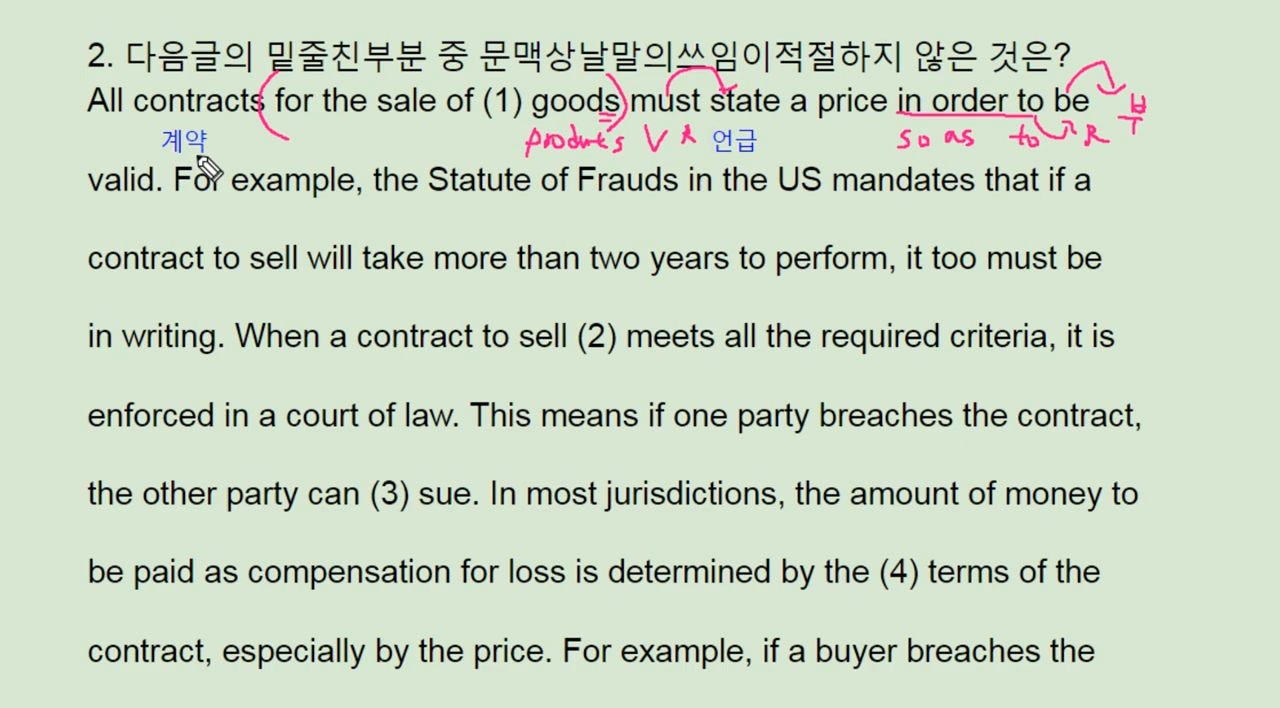 2. 다음글의 밑줄친부분 중 문맥상낱말의쓰임이적절하지 않은 것은?
All contracts for the sale of (1) goods must state a price in order to be
계약 products V R 언급 so as to R 부
valid. For example, the Statute of Frauds in the US mandates that if a
contract to sell will take more than two years to perform, it too must be
in writing. When a contract to sell (2) meets all the required criteria, it is
enforced in a court of law. This means if one party breaches the contract,
the other party can (3) sue. In most jurisdictions, the amount of money to
be paid as compensation for loss is determined by the (4) terms of the
contract, especially by the price. For example, if a buyer breaches the